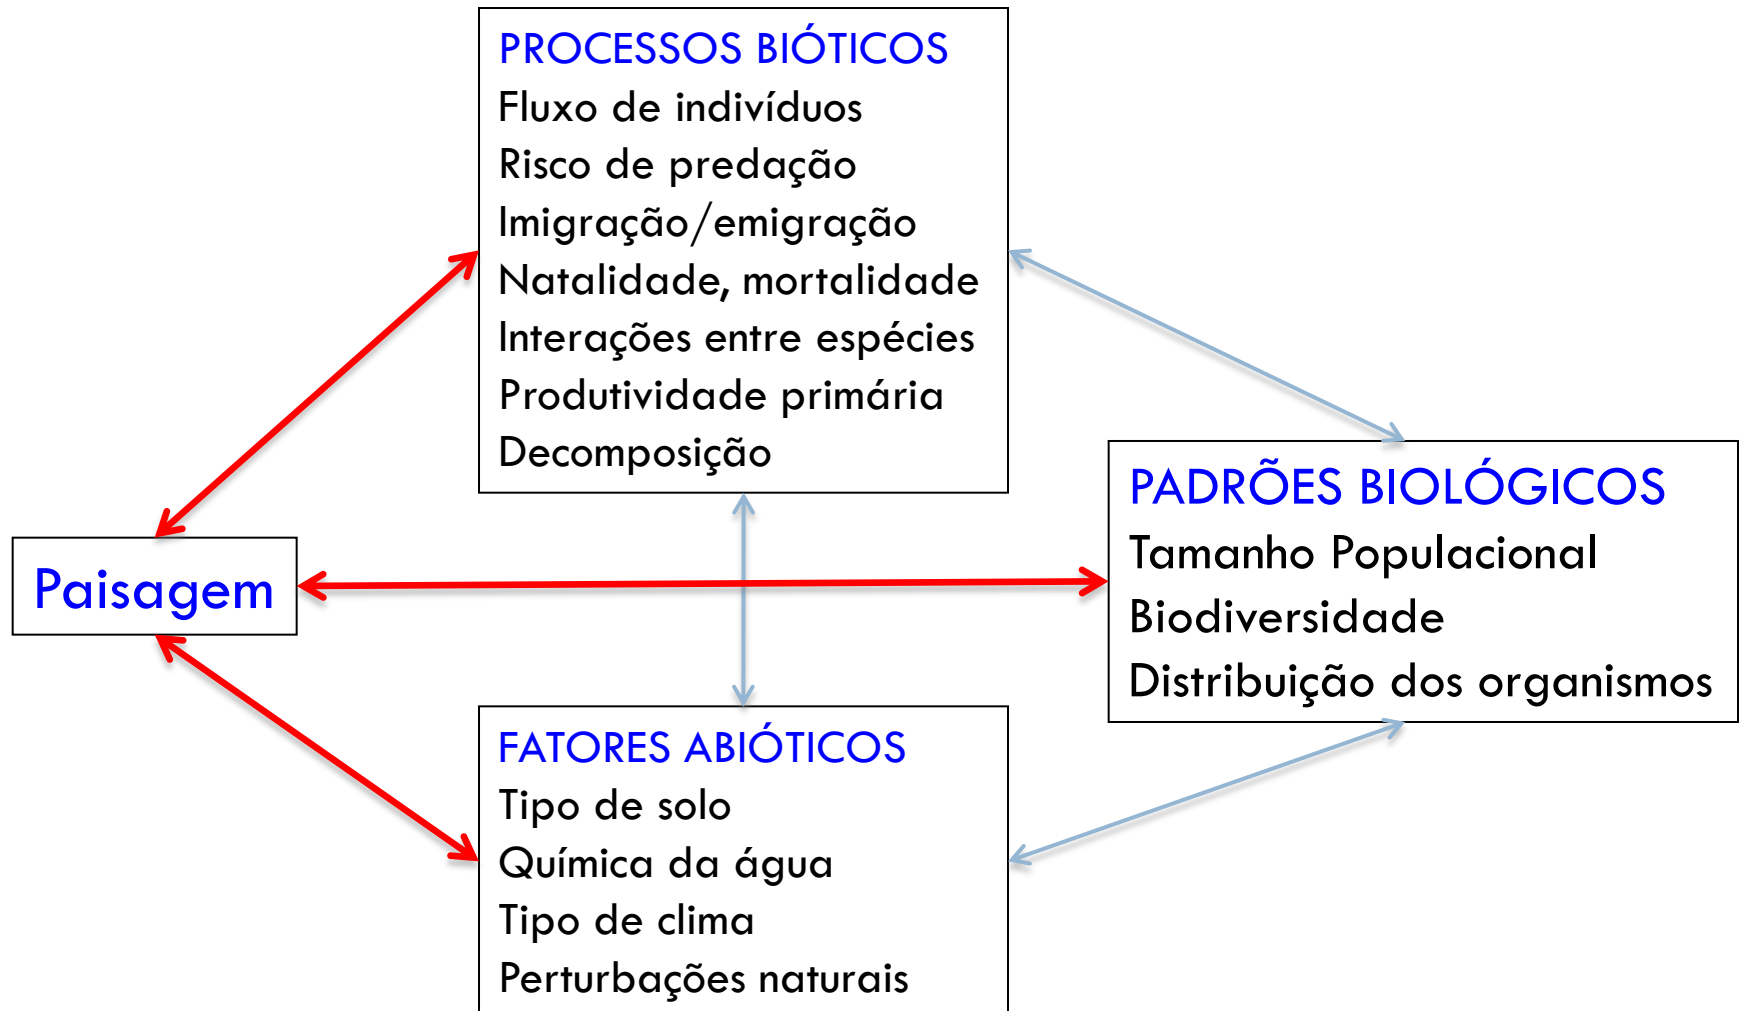 PROCESSOS BIÓTICOS
Fluxo de indivíduos
Risco de predação
Imigração/emigração
Natalidade, mortalidade
Interações entre espécies
Produtividade primária
Decomposição
Paisagem
PADRÕES BIOLÓGICOS
Tamanho Populacional
Biodiversidade
Distribuição dos organismos
FATORES ABIÓTICOS
Tipo de solo
Química da água
Tipo de clima
Perturbações naturais